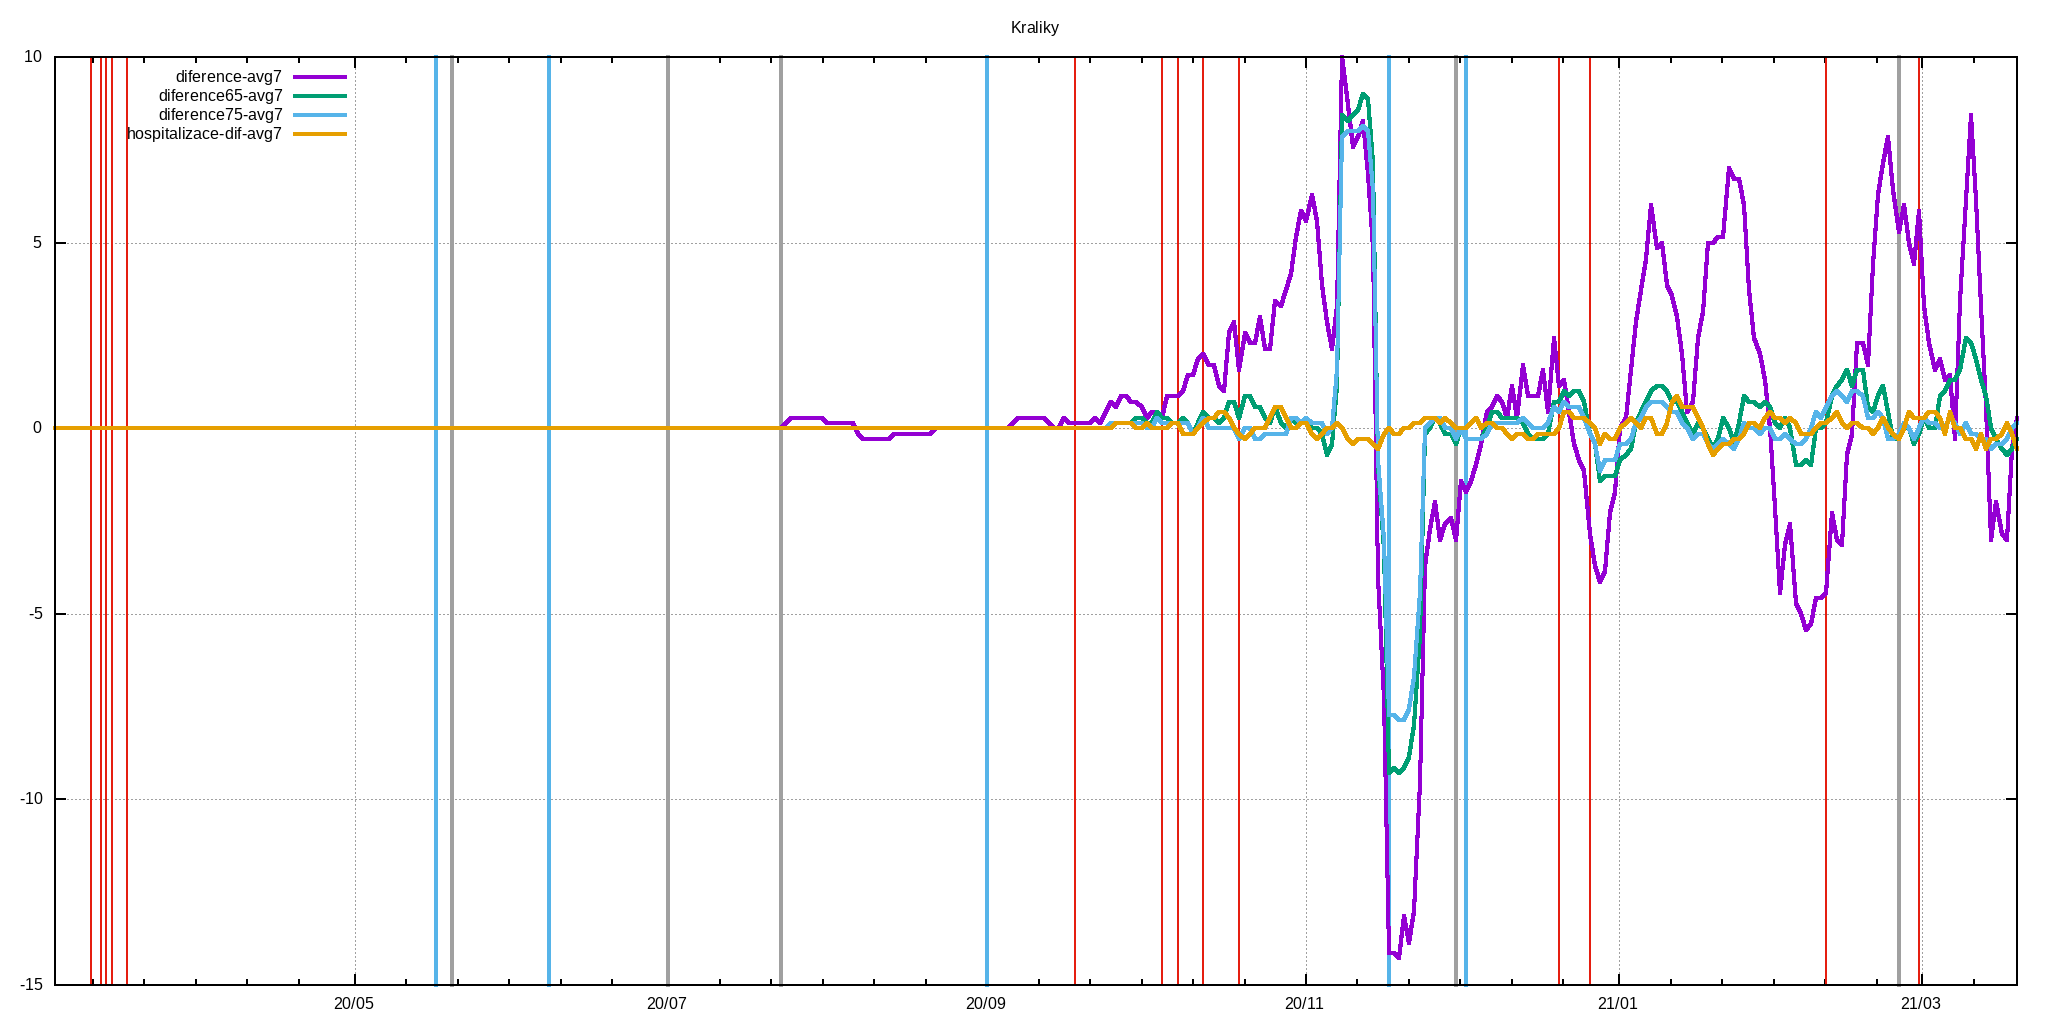 Kraliky
10
diference-avg7
diference65-avg7
diference75-avg7
hospitalizace-dif-avg7
5
0
-5
-10
-15
20/05 20/07 20/09 20/11 21/01 21/03